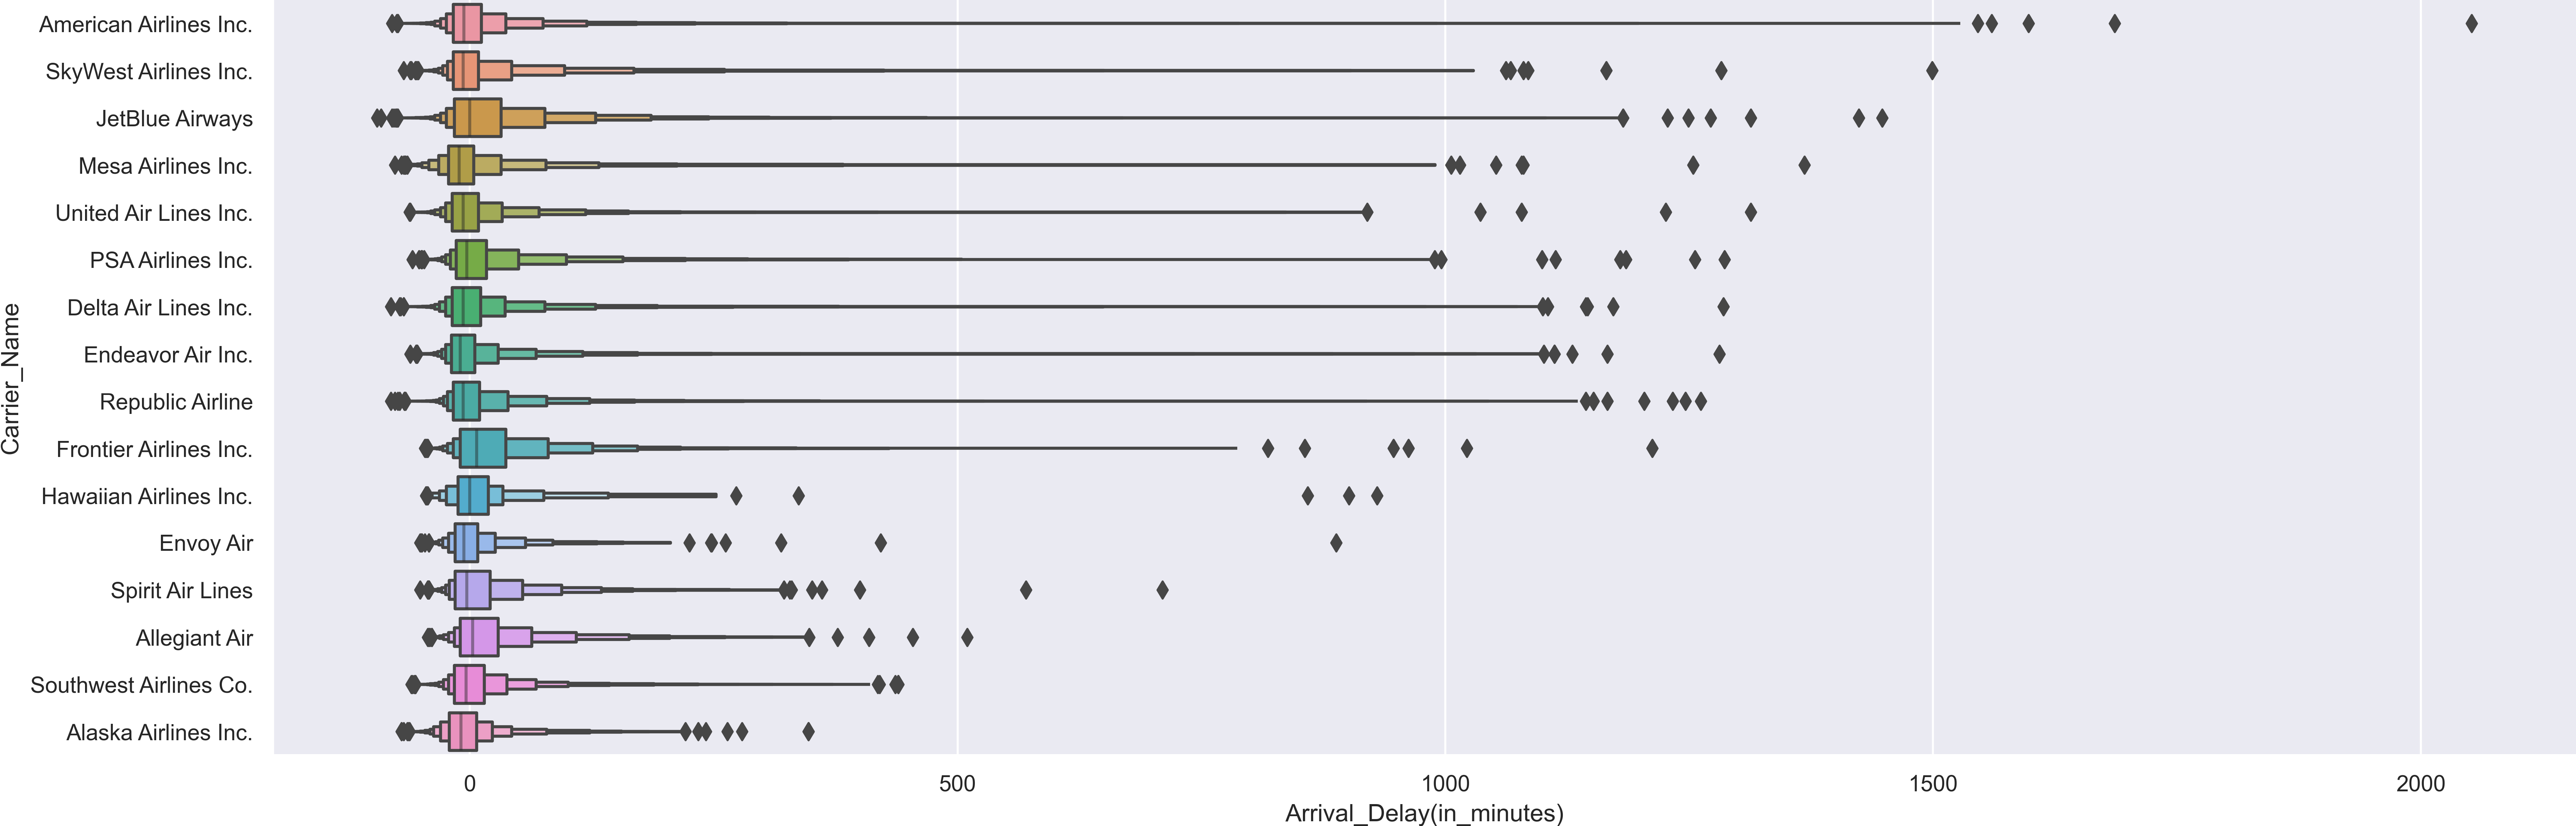 American Airlines Inc.
SkyWest Airlines Inc.
JetBlue Airways
Mesa Airlines Inc.
United Air Lines Inc.
PSA Airlines Inc.
Delta Air Lines Inc.
Endeavor Air Inc.
Republic Airline
Frontier Airlines Inc.
Hawaiian Airlines Inc.
Envoy Air
Spirit Air Lines
Allegiant Air
Southwest Airlines Co.
Alaska Airlines Inc.
Carrier_Name
0 500 1000 1500 2000
Arrival_Delay(in_minutes)